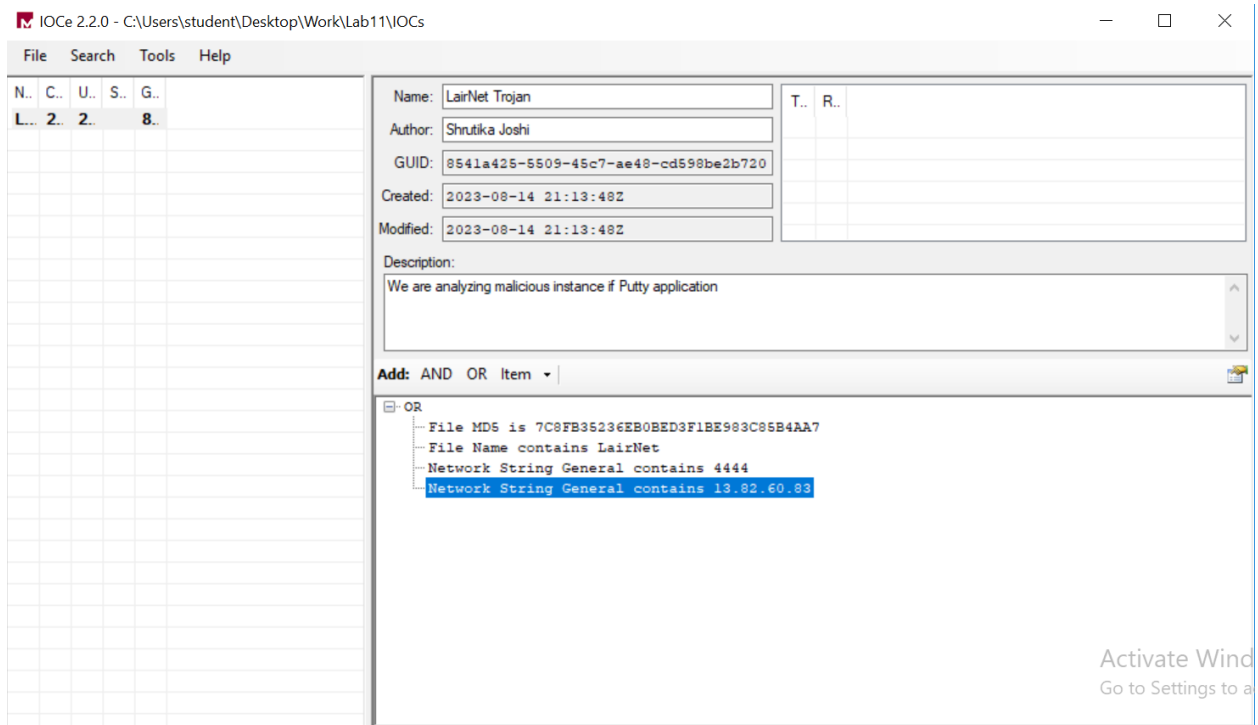 IOCe 2.2.0 - C:\Users\student\Desktop\Work\Lab11\IOCs
File Search Tools Help
N.. C.. U.. S.. G..
L... 2.. 2.. 8..
Name: LairNet Trojan
Author: Shrutika Joshi
GUID: 8541a425-5509-45c7-ae48-cd598be2b720
Created: 2023-08-14 21:13:48Z
Modified: 2023-08-14 21:13:48Z
T.. R..
Description:
We are analyzing malicious instance if Putty application
Add: AND OR Item
OR
File MD5 is 7C8FB35236EB0BED3F1BE983C85B4AA7
File Name contains LairNet
Network String General contains 4444
Network String General contains 13.82.60.83
Activate Wind
Go to Settings to a